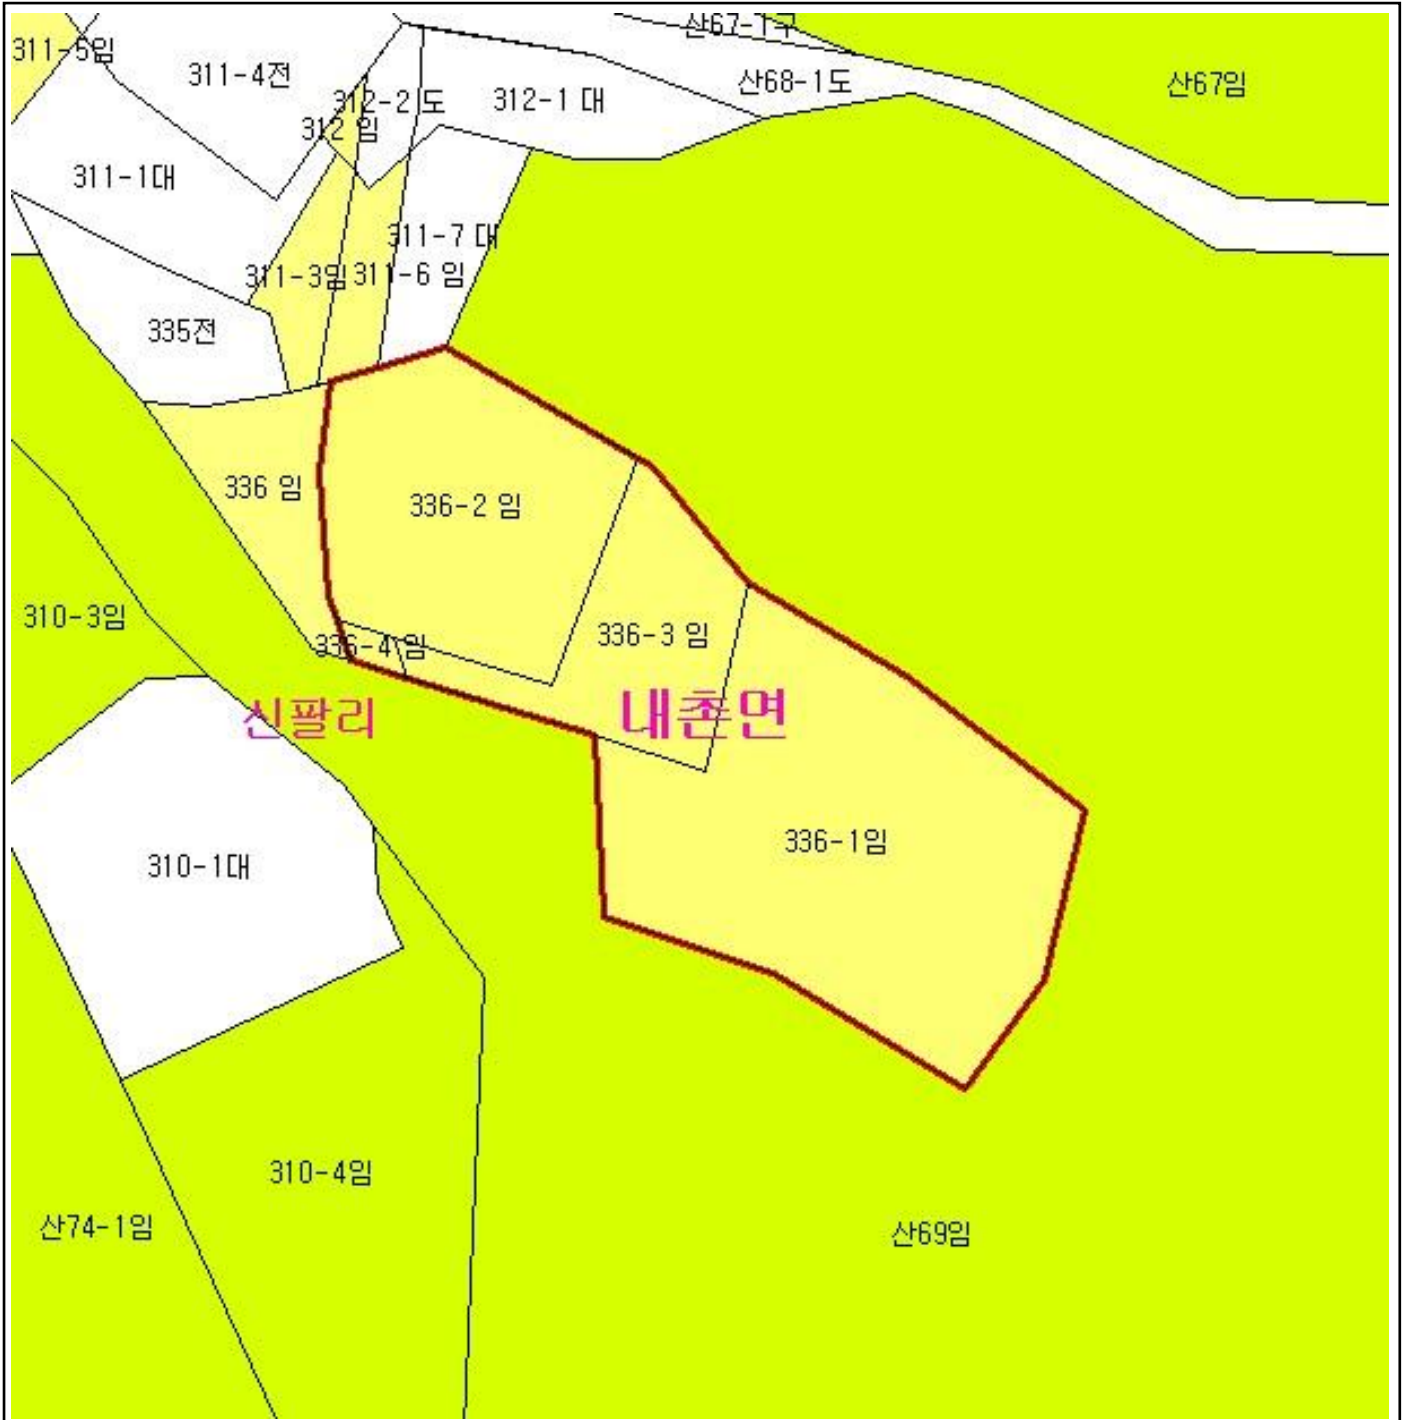 산67-1구
311-5임
311-4전
산68-1도
산67임
312-2 도
312-1 대
312 임
311-1대
311-7 대
311-3임
311-6 임
335전
336 임
336-2 임
310-3임
336-4 임
336-3 임
신팔리
내촌면
336-1임
310-1대
310-4임
산74-1임
산69임